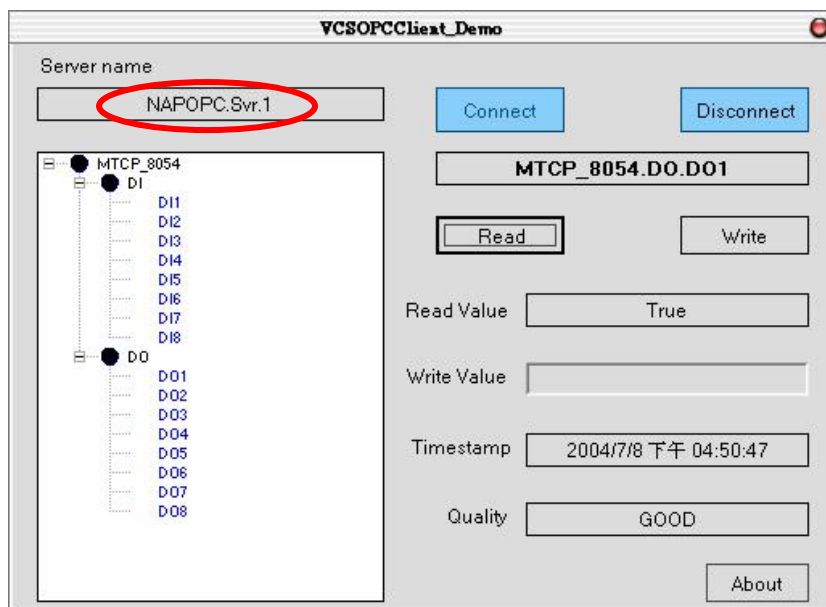 VCSOPCClient_Demo
Server name
NAPOPC.Svr.1
Connect
Disconnect
MTCP_8054
DI
DI1
DI2
DI3
DI4
DI5
DI6
DI7
DI8
DO
DO1
DO2
DO3
DO4
DO5
DO6
DO7
DO8
MTCP_8054.DO.DO1
Read
Write
Read Value
True
Write Value
Timestamp
2004/7/8 下午 04:50:47
Quality
GOOD
About